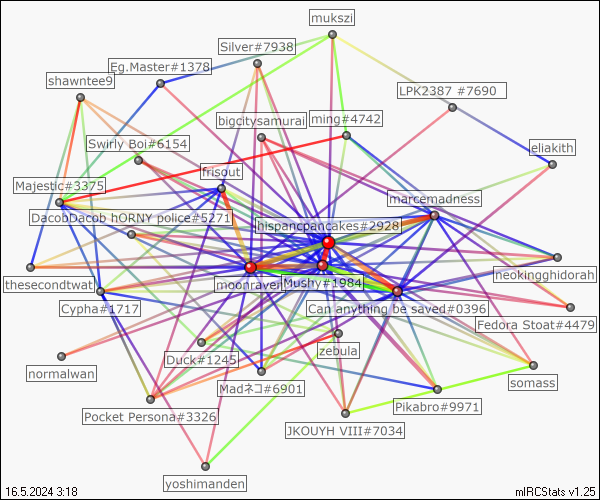 mukszi
Silver#7938
Eg.Master#1378
shawntee9
LPK2387 #7690
bigcitysamurai
ming#4742
Swirly Boi#6154
eliakith
frisout
Majestic#3375
marcemadness
DacobDacob hORNY police#5271
hispancpancakes#2928
thesecondtwat
moonraver
Mushy#1984
neokingghidorah
Cypha#1717
Can anything be saved#0396
Fedora Stoat#4479
zebula
Duck#1245
normalwan
Madネコ#6901
somass
Pocket Persona#3326
Pikabro#9971
JKOUYH VIII#7034
yoshimanden
16.5.2024 3:18
mIRCStats v1.25